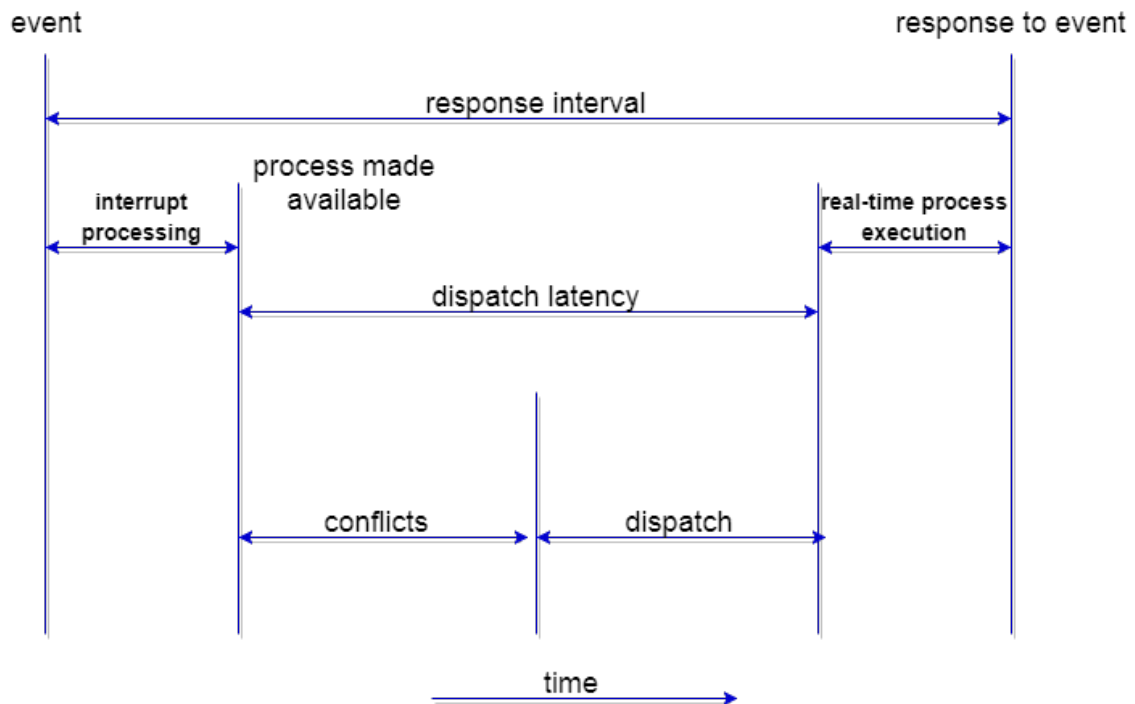 event
response to event
response interval
process made
available
interrupt
processing
real-time process
execution
dispatch latency
conflicts
dispatch
time